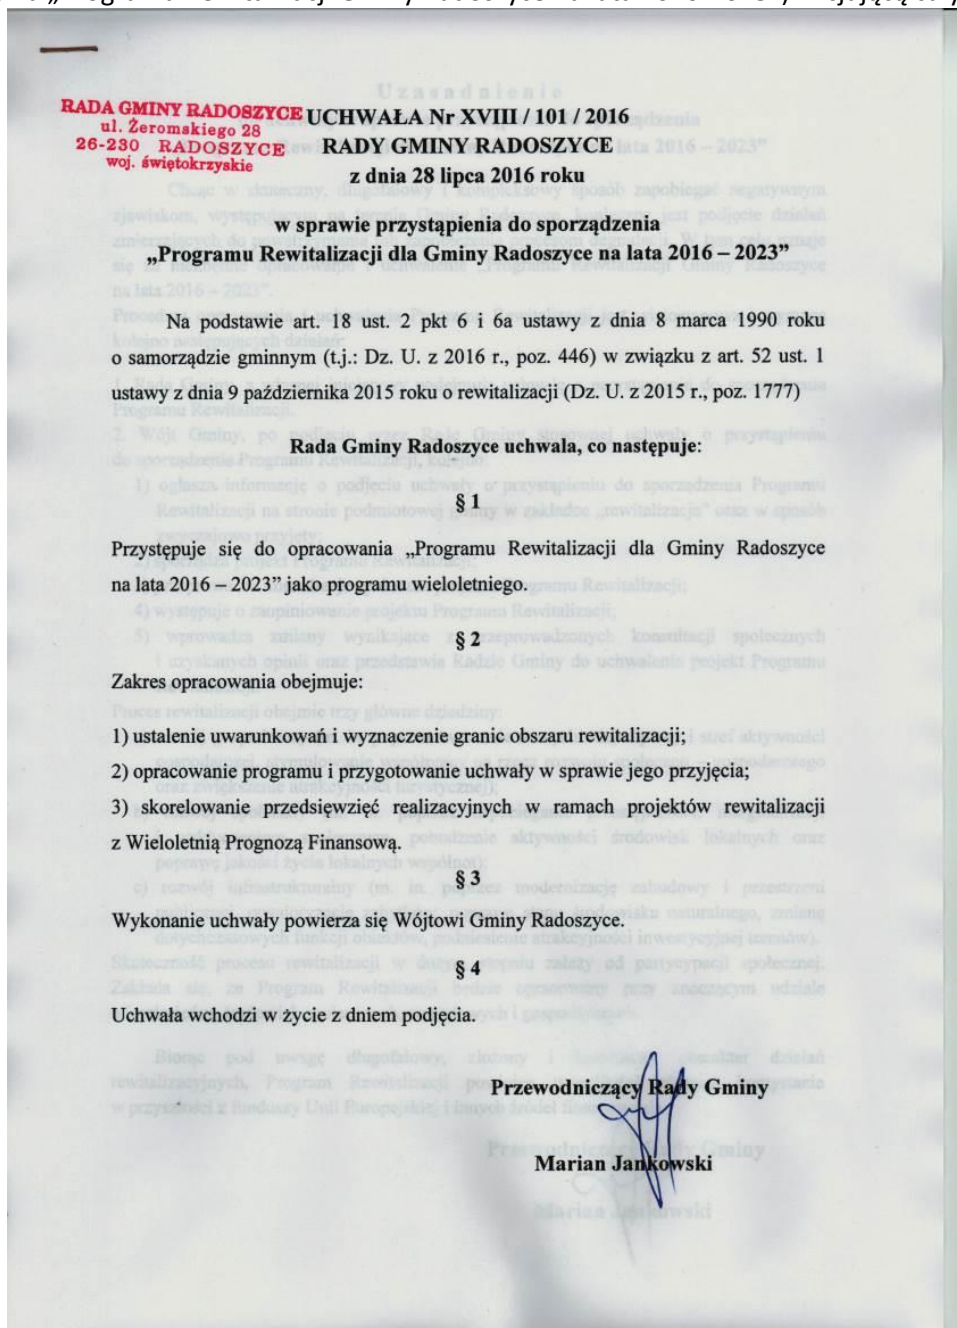 RADA GMINY RADOSZYCE
ul. Żeromskiego 28
26-230 RADOSZYCE
woj. świętokrzyskie
UCHWAŁA Nr XVIII / 101 / 2016
RADY GMINY RADOSZYCE
z dnia 28 lipca 2016 roku
w sprawie przystąpienia do sporządzenia
„Programu Rewitalizacji dla Gminy Radoszyce na lata 2016 – 2023”
Na podstawie art. 18 ust. 2 pkt 6 i 6a ustawy z dnia 8 marca 1990 roku
o samorządzie gminnym (t.j.: Dz. U. z 2016 r., poz. 446) w związku z art. 52 ust. 1
ustawy z dnia 9 października 2015 roku o rewitalizacji (Dz. U. z 2015 r., poz. 1777)
Rada Gminy Radoszyce uchwala, co następuje:
§ 1
Przystępuje się do opracowania „Programu Rewitalizacji dla Gminy Radoszyce
na lata 2016 – 2023” jako programu wieloletniego.
§ 2
Zakres opracowania obejmuje:
1) ustalenie uwarunkowań i wyznaczenie granic obszaru rewitalizacji;
2) opracowanie programu i przygotowanie uchwały w sprawie jego przyjęcia;
3) skorelowanie przedsięwzięć realizacyjnych w ramach projektów rewitalizacji
z Wieloletnią Prognozą Finansową.
§ 3
Wykonanie uchwały powierza się Wójtowi Gminy Radoszyce.
§ 4
Uchwała wchodzi w życie z dniem podjęcia.
Przewodniczący Rady Gminy
Marian Jankowski